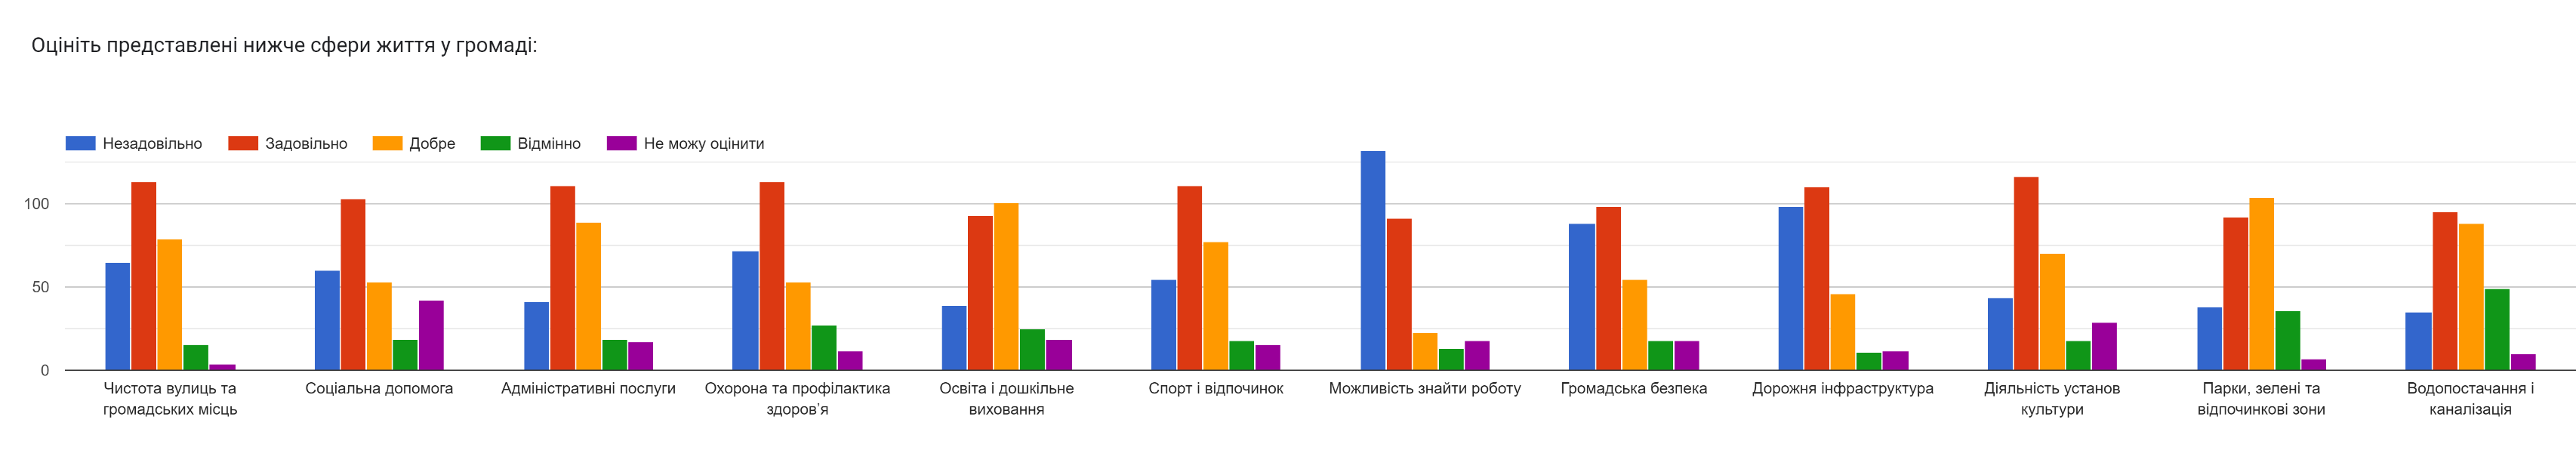 Оцініть представлені нижче сфери життя у громаді:
Незадовільно Задовільно Добре Відмінно Не можу оцінити
100
50
0
Чистота вулиць та громадських місць
Соціальна допомога
Адміністративні послуги
Охорона та профілактика здоров'я
Освіта і дошкільне виховання
Спорт і відпочинок
Можливість знайти роботу
Громадська безпека
Дорожня інфраструктура
Діяльність установ культури
Парки, зелені та відпочинкові зони
Водопостачання і каналізація